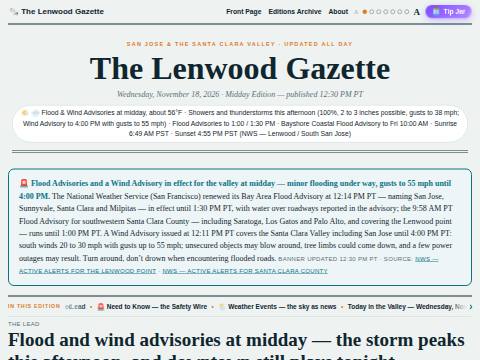 The Lenwood Gazette
Front Page Editions Archive About A A Tip Jar
SAN JOSE & THE SANTA CLARA VALLEY · UPDATED ALL DAY
The Lenwood Gazette
Wednesday, November 18, 2026 · Midday Edition — published 12:30 PM PT
Flood & Wind Advisories at midday, about 56°F · Showers and thunderstorms this afternoon (100%, 2 to 3 inches possible, gusts to 38 mph;
Wind Advisory to 4:00 PM with gusts to 55 mph) · Flood Advisories to 1:00 / 1:30 PM · Bayshore Coastal Flood Advisory to Fri 10:00 AM · Sunrise
6:49 AM PST · Sunset 4:55 PM PST (NWS — Lenwood / South San Jose)
Flood Advisories and a Wind Advisory in effect for the valley at midday — minor flooding under way, gusts to 55 mph until
4:00 PM. The National Weather Service (San Francisco) renewed its Bay Area Flood Advisory at 12:14 PM PT — naming San Jose,
Sunnyvale, Santa Clara and Milpitas — in effect until 1:30 PM PT, with water over roadways reported in the advisory; the 9:58 AM PT
Flood Advisory for southwestern Santa Clara County — including Saratoga, Los Gatos and Palo Alto, and covering the Lenwood point
— runs until 1:00 PM PT. A Wind Advisory issued at 12:11 PM PT covers the Santa Clara Valley including San Jose until 4:00 PM PT:
south winds 20 to 30 mph with gusts up to 55 mph; unsecured objects may blow around, tree limbs could come down, and a few power
outages may result. Turn around, don't drown when encountering flooded roads. BANNER UPDATED 12:30 PM PT · SOURCE: NWS —
ACTIVE ALERTS FOR THE LENWOOD POINT · NWS — ACTIVE ALERTS FOR SANTA CLARA COUNTY
IN THIS EDITION Lead • Need to Know — the Safety Wire • Weather Events — the sky as news • Today in the Valley — Wednesday, No
THE LEAD
Flood and wind advisories at midday — the storm peaks
this afternoon, and downtown still plays tonight